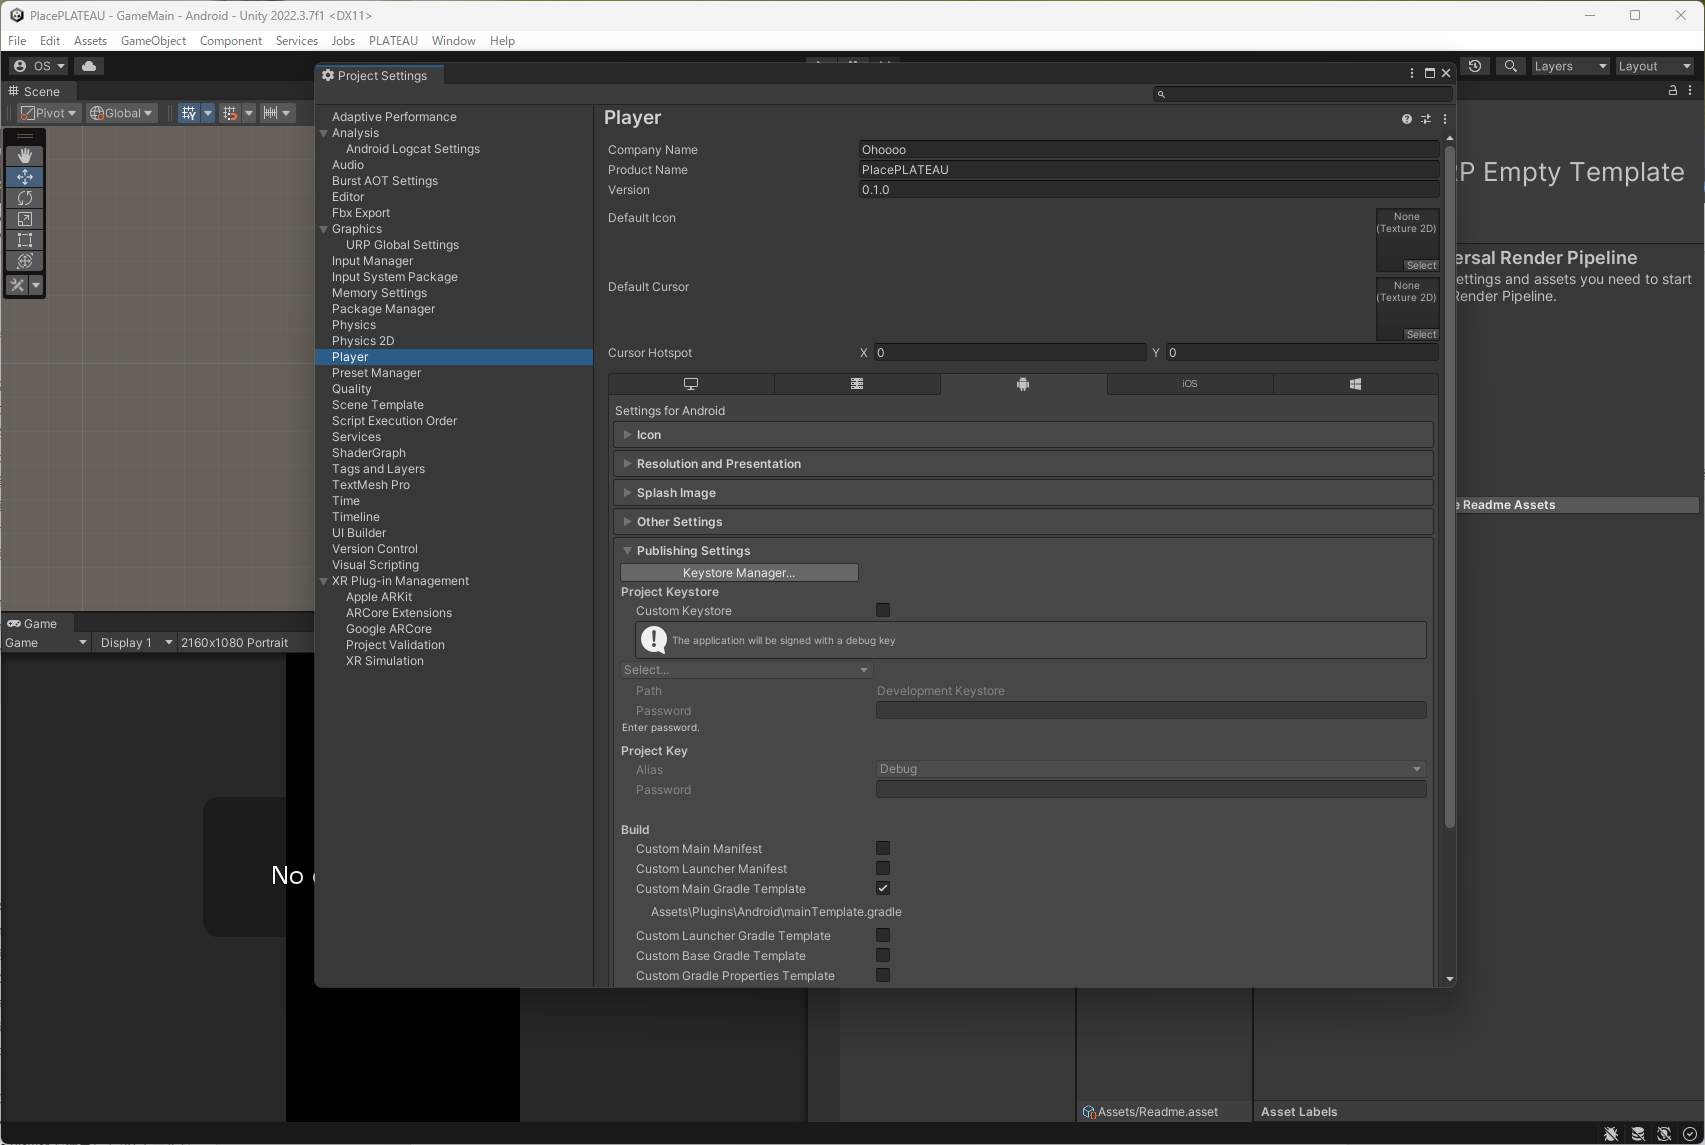 PlacePLATEAU - GameMain - Android - Unity 2022.3.7f1 <DX11>
File Edit Assets GameObject Component Services Jobs PLATEAU Window Help
OS
Layers
Layout
Scene
Pivot
Global
Project Settings
Adaptive Performance
Analysis
Android Logcat Settings
Audio
Burst AOT Settings
Editor
Fbx Export
Graphics
URP Global Settings
Input Manager
Input System Package
Memory Settings
Package Manager
Physics
Physics 2D
Player
Preset Manager
Quality
Scene Template
Script Execution Order
Services
ShaderGraph
Tags and Layers
TextMesh Pro
Time
Timeline
UI Builder
Version Control
Visual Scripting
XR Plug-in Management
Apple ARKit
ARCore Extensions
Google ARCore
Project Validation
XR Simulation
Player
Company Name Ohoooo
Product Name PlacePLATEAU
Version 0.1.0
Default Icon
None
(Texture 2D)
Select
Default Cursor
None
(Texture 2D)
Select
Cursor Hotspot X 0 Y 0
iOS
Settings for Android
Icon
Resolution and Presentation
Splash Image
Other Settings
Publishing Settings
Keystore Manager...
Project Keystore
Custom Keystore
The application will be signed with a debug key
Select...
Path Development Keystore
Password
Enter password.
Project Key
Alias Debug
Password
Build
Custom Main Manifest
Custom Launcher Manifest
Custom Main Gradle Template
Assets\Plugins\Android\mainTemplate.gradle
Custom Launcher Gradle Template
Custom Base Gradle Template
Custom Gradle Properties Template
P Empty Template
ersal Render Pipeline
ettings and assets you need to start
Render Pipeline.
e Readme Assets
Game
Game Display 1 2160x1080 Portrait
No
Assets/Readme.asset
Asset Labels